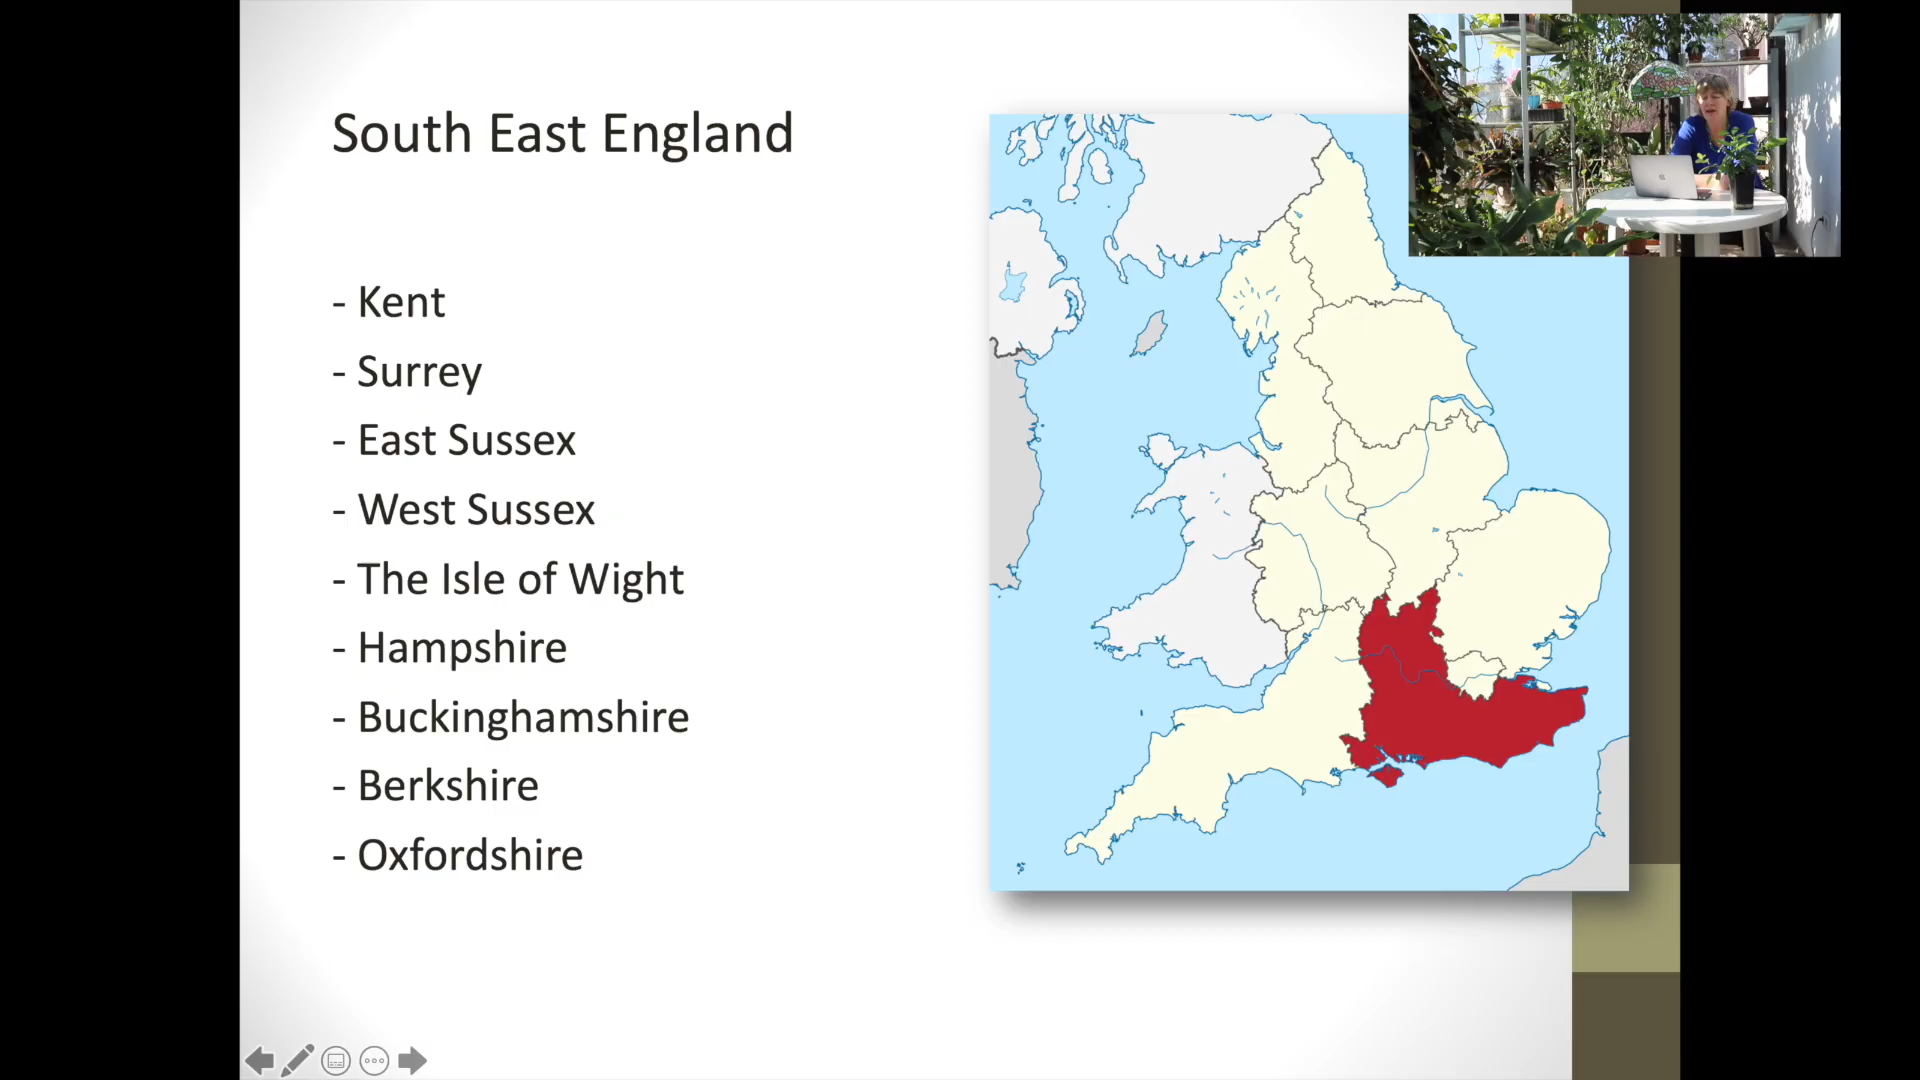 South East England
- Kent
- Surrey
- East Sussex
- West Sussex
- The Isle of Wight
- Hampshire
- Buckinghamshire
- Berkshire
- Oxfordshire